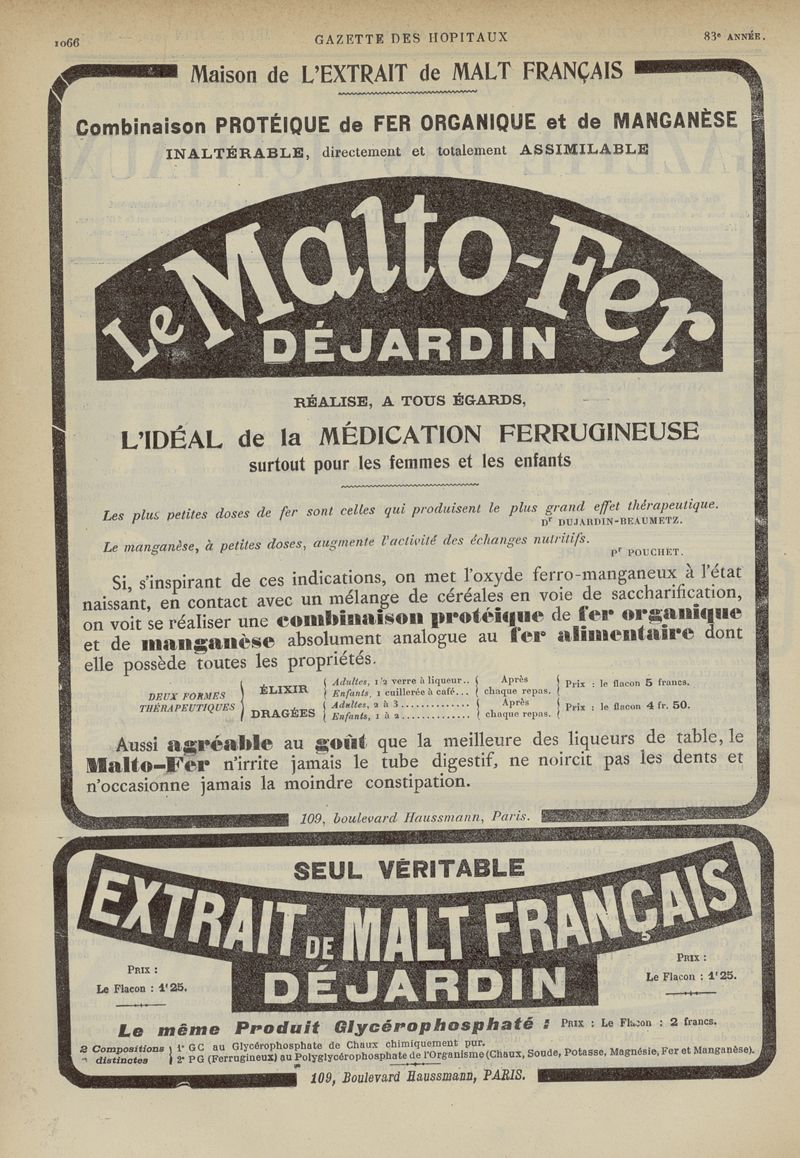 1066
GAZETTE DES HOPITAUX
83e ANNÉE.
Maison de L'EXTRAIT de MALT FRANÇAIS
Combinaison PROTÉIQUE de FER ORGANIQUE et de MANGANÈSE
INALTÉRABLE, directement et totalement ASSIMILABLE
Le Malto-Fer
DÉJARDIN
RÉALISE, A TOUS ÉGARDS,
L'IDÉAL de la MÉDICATION FERRUGINEUSE
surtout pour les femmes et les enfants
Les plus petites doses de fer sont celles qui produisent le plus grand effet thérapeutique.
Dr DUJARDIN-BEAUMETZ.
Le manganèse, à petites doses, augmente l'activité des échanges nutritifs.
Pr POUCHET.
Si, s'inspirant de ces indications, on met l'oxyde ferro-manganeux à l'état
naissant, en contact avec un mélange de céréales en voie de saccharification,
on voit se réaliser une combinaison protéique de fer organique
et de manganèse absolument analogue au fer alimentaire dont
elle possède toutes les propriétés.
DEUX FORMES THÉRAPEUTIQUES
ÉLIXIR { Adultes, 1/2 verre à liqueur.. { Après chaque repas. { Prix : le flacon 5 francs.
Enfants, 1 cuillerée à café...
DRAGÉES { Adultes, 2 à 3.............. { Après chaque repas. { Prix : le flacon 4 fr. 50.
Enfants, 1 à 2..............
Aussi agréable au goût que la meilleure des liqueurs de table, le
Malto-Fer n'irrite jamais le tube digestif, ne noircit pas les dents et
n'occasionne jamais la moindre constipation.
109, boulevard Haussmann, Paris.
SEUL VÉRITABLE
EXTRAIT DE MALT FRANÇAIS
DÉJARDIN
PRIX :
Le Flacon : 1f25.
PRIX :
Le Flacon : 1f25.
Le même Produit Glycérophosphaté : PRIX : Le Flacon : 2 francs.
2 Compositions distinctes
1° GC au Glycérophosphate de Chaux chimiquement pur.
2° PG (Ferrugineux) au Polyglycérophosphate de l'Organisme (Chaux, Soude, Potasse, Magnésie, Fer et Manganèse).
109, Boulevard Haussmann, PARIS.